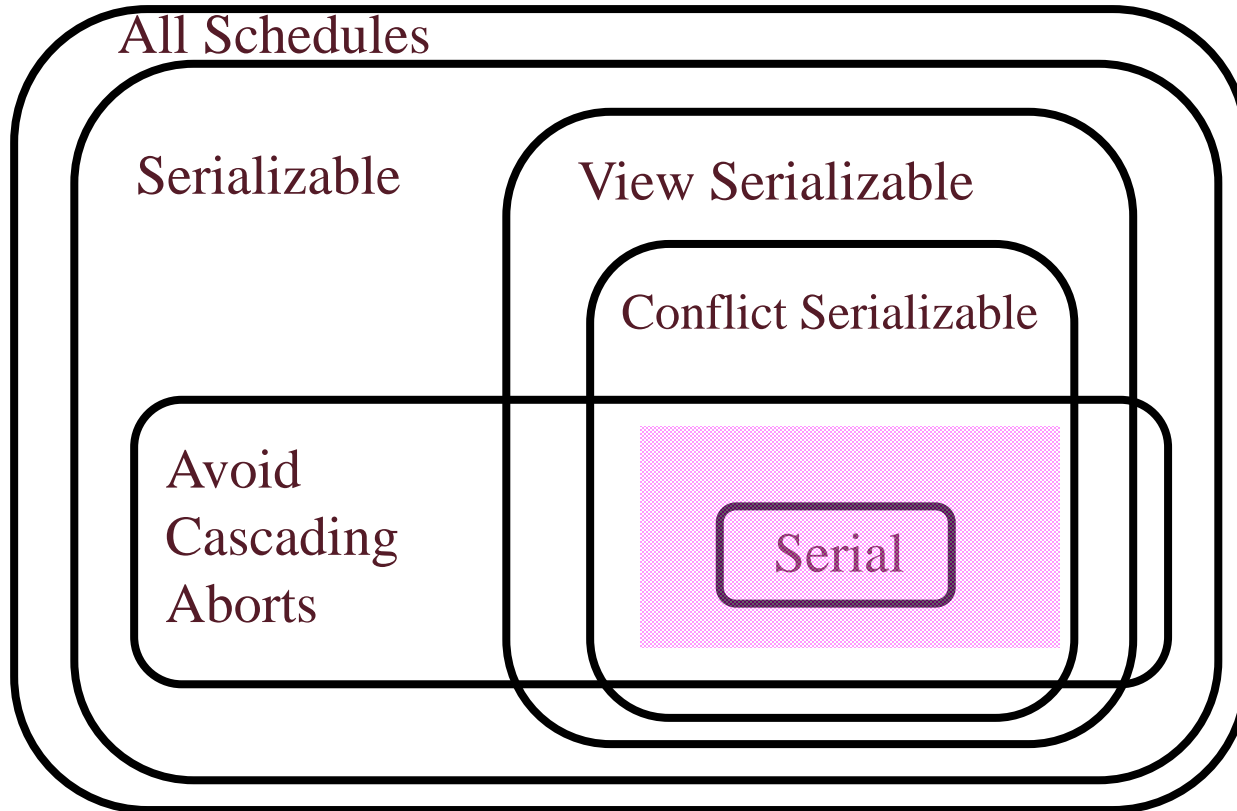 All Schedules
Serializable
View Serializable
Conflict Serializable
Avoid
Cascading
Aborts
Serial